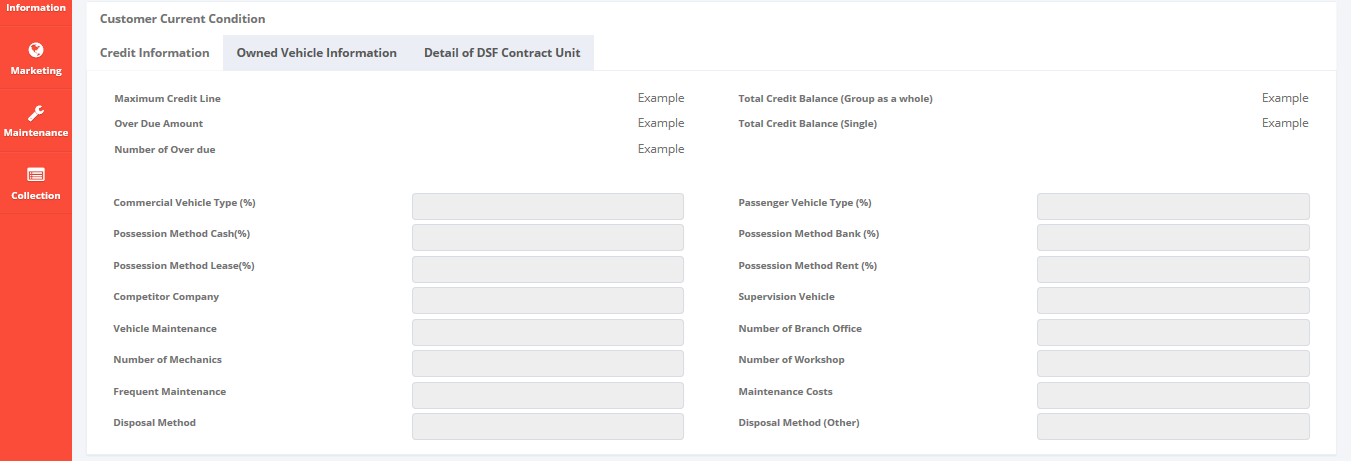 Information
Marketing
Maintenance
Collection
Customer Current Condition
Credit Information Owned Vehicle Information Detail of DSF Contract Unit
Maximum Credit Line Example Total Credit Balance (Group as a whole) Example
Over Due Amount Example Total Credit Balance (Single) Example
Number of Over due Example
Commercial Vehicle Type (%) Passenger Vehicle Type (%)
Possession Method Cash(%) Possession Method Bank (%)
Possession Method Lease(%) Possession Method Rent (%)
Competitor Company Supervision Vehicle
Vehicle Maintenance Number of Branch Office
Number of Mechanics Number of Workshop
Frequent Maintenance Maintenance Costs
Disposal Method Disposal Method (Other)